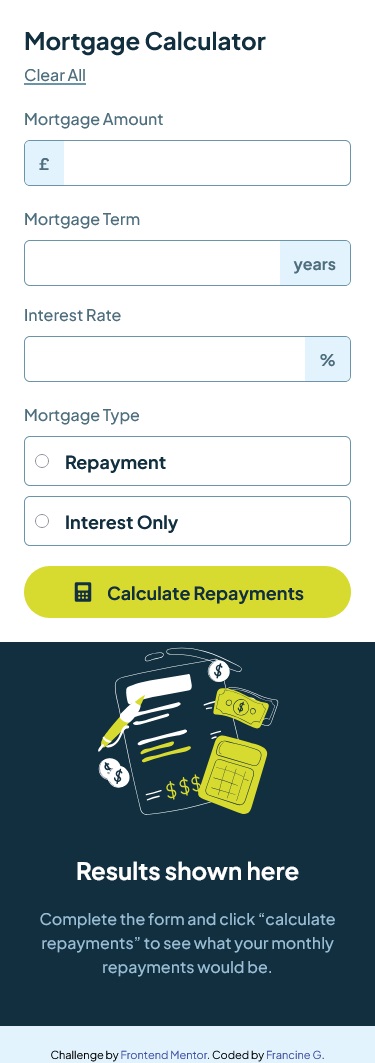 Mortgage Calculator
Clear All
Mortgage Amount
£
Mortgage Term
years
Interest Rate
%
Mortgage Type
Repayment
Interest Only
Calculate Repayments
$
$
$
$
$$$
Results shown here
Complete the form and click “calculate
repayments” to see what your monthly
repayments would be.
Challenge by Frontend Mentor. Coded by Francine G.